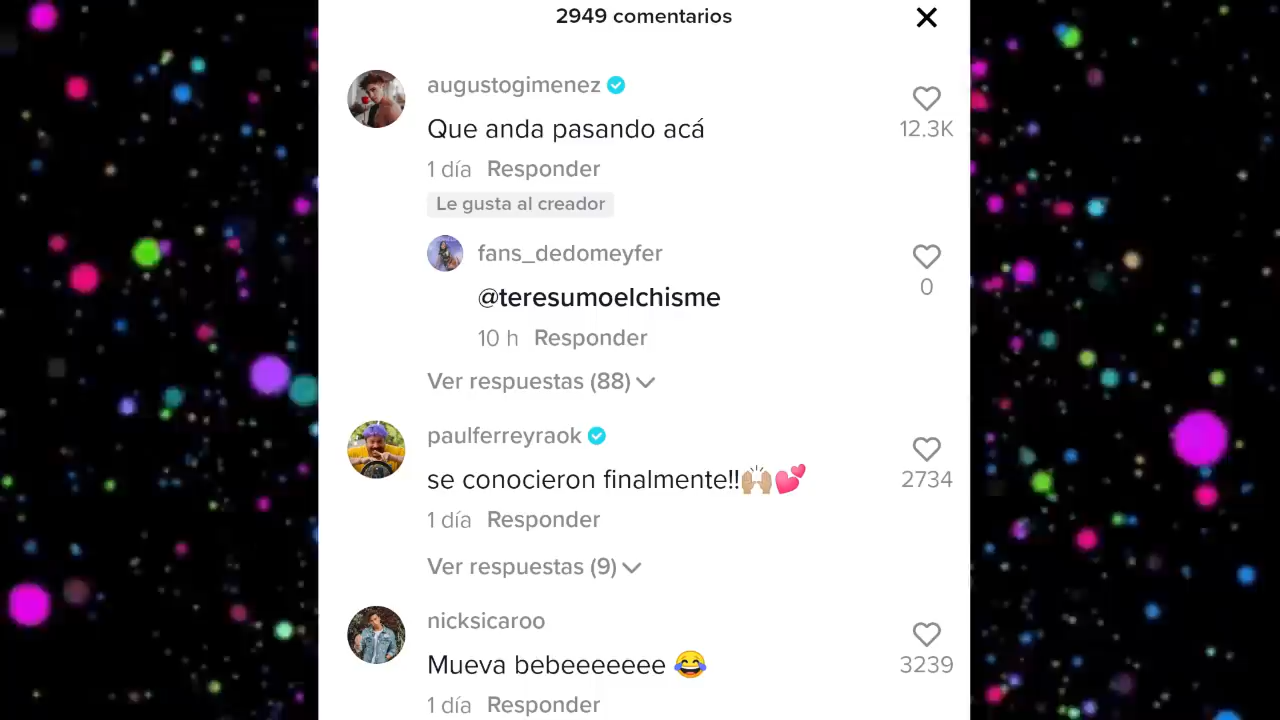 2949 comentarios
augustogimenez
Que anda pasando acá
12.3K
1 día Responder
Le gusta al creador
fans_dedomeyfer
0
@teresumoelchisme
10 h Responder
Ver respuestas (88)
paulferreyraok
se conocieron finalmente!!🙌🏼💕
2734
1 día Responder
Ver respuestas (9)
nicksicaroo
Mueva bebeeeeeee 😂
3239
1 día Responder